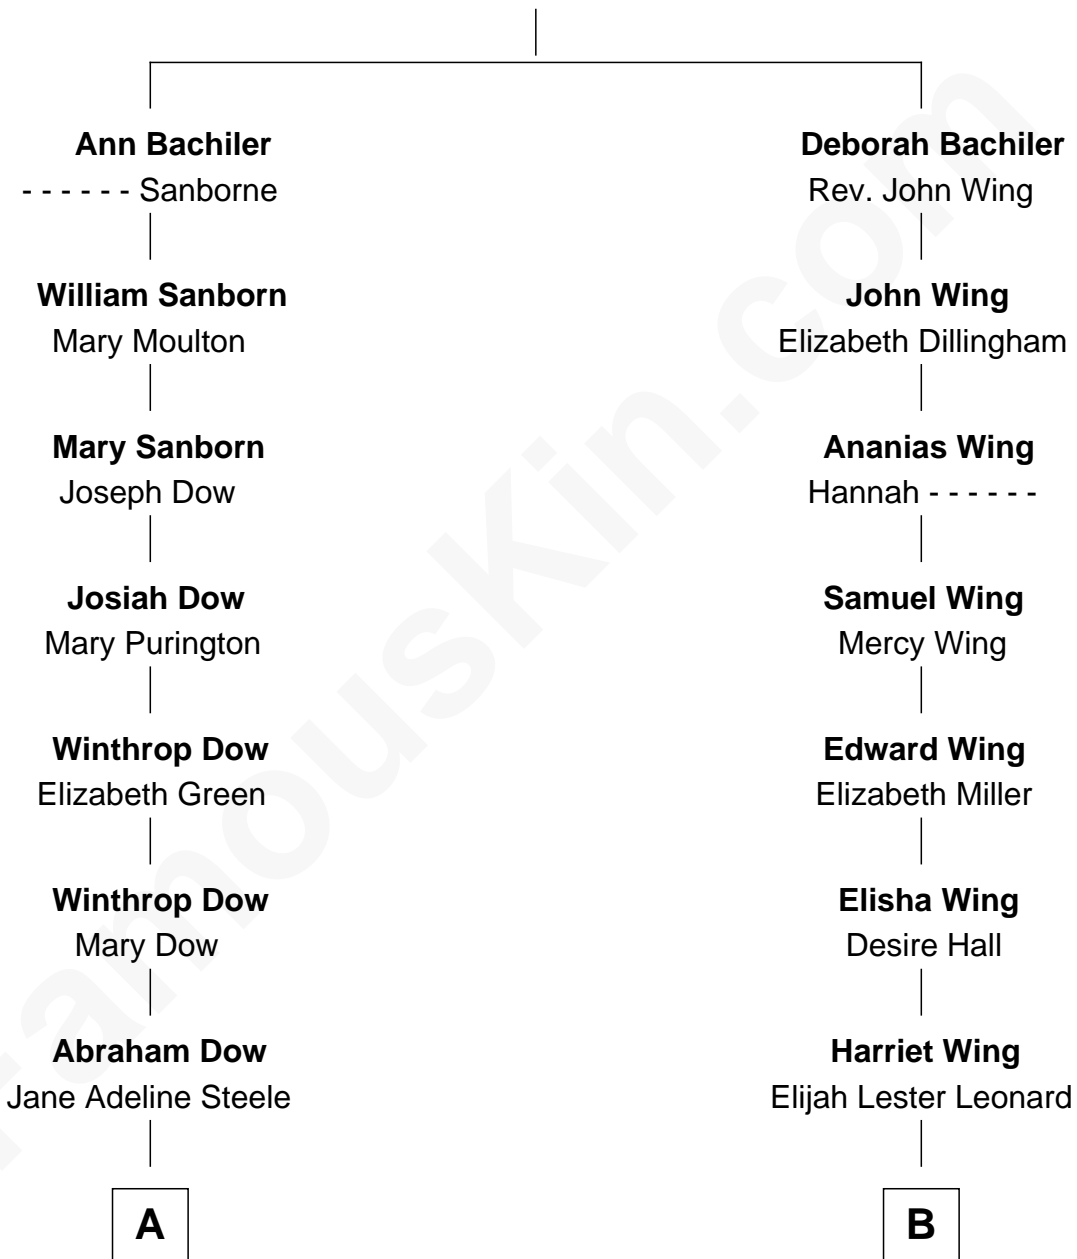 Ann Bachiler
- - - - - - Sanborne
William Sanborn
Mary Moulton
Mary Sanborn
Joseph Dow
Josiah Dow
Mary Purington
Winthrop Dow
Elizabeth Green
Winthrop Dow
Mary Dow
Abraham Dow
Jane Adeline Steele
A
Deborah Bachiler
Rev. John Wing
John Wing
Elizabeth Dillingham
Ananias Wing
Hannah - - - - - -
Samuel Wing
Mercy Wing
Edward Wing
Elizabeth Miller
Elisha Wing
Desire Hall
Harriet Wing
Elijah Lester Leonard
B
FamousKin.com